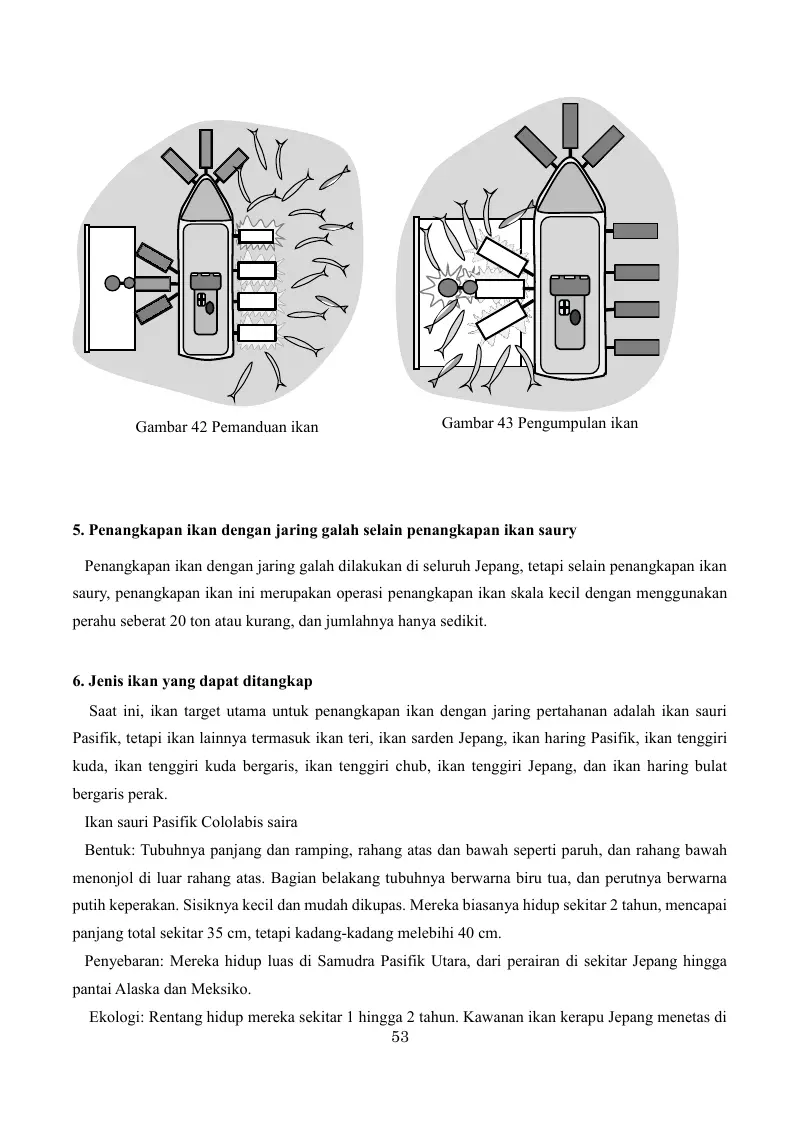 Gambar 42 Pemanduan ikan
Gambar 43 Pengumpulan ikan
5. Penangkapan ikan dengan jaring galah selain penangkapan ikan saury
Penangkapan ikan dengan jaring galah dilakukan di seluruh Jepang, tetapi selain penangkapan ikan
saury, penangkapan ikan ini merupakan operasi penangkapan ikan skala kecil dengan menggunakan
perahu seberat 20 ton atau kurang, dan jumlahnya hanya sedikit.
6. Jenis ikan yang dapat ditangkap
Saat ini, ikan target utama untuk penangkapan ikan dengan jaring pertahanan adalah ikan sauri
Pasifik, tetapi ikan lainnya termasuk ikan teri, ikan sarden Jepang, ikan haring Pasifik, ikan tenggiri
kuda, ikan tenggiri kuda bergaris, ikan tenggiri chub, ikan tenggiri Jepang, dan ikan haring bulat
bergaris perak.
Ikan sauri Pasifik Cololabis saira
Bentuk: Tubuhnya panjang dan ramping, rahang atas dan bawah seperti paruh, dan rahang bawah
menonjol di luar rahang atas. Bagian belakang tubuhnya berwarna biru tua, dan perutnya berwarna
putih keperakan. Sisiknya kecil dan mudah dikupas. Mereka biasanya hidup sekitar 2 tahun, mencapai
panjang total sekitar 35 cm, tetapi kadang-kadang melebihi 40 cm.
Penyebaran: Mereka hidup luas di Samudra Pasifik Utara, dari perairan di sekitar Jepang hingga
pantai Alaska dan Meksiko.
Ekologi: Rentang hidup mereka sekitar 1 hingga 2 tahun. Kawanan ikan kerapu Jepang menetas di
53